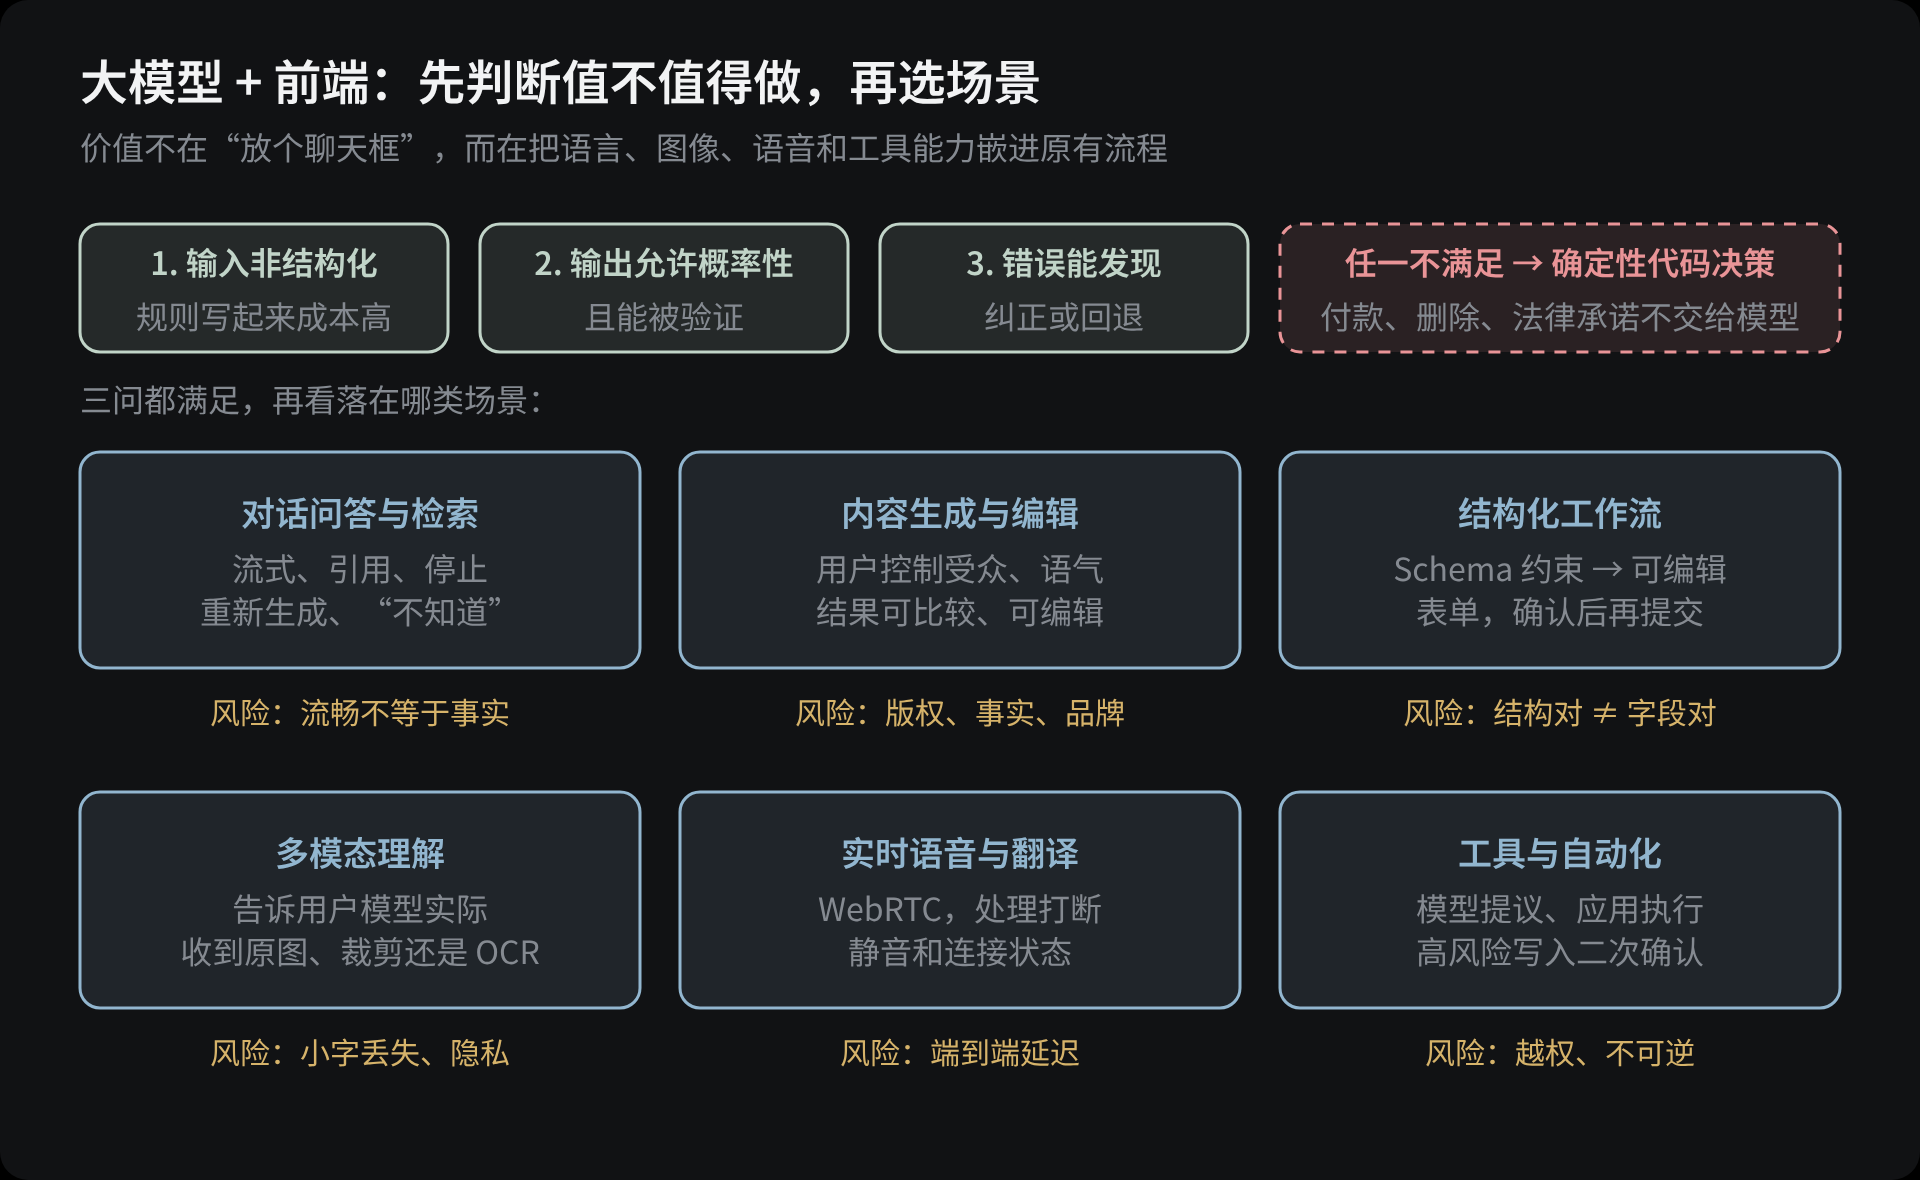 大模型 + 前端：先判断值不值得做，再选场景
价值不在“放个聊天框”，而在把语言、图像、语音和工具能力嵌进原有流程
1. 输入非结构化
规则写起来成本高
2. 输出允许概率性
且能被验证
3. 错误能发现
纠正或回退
任一不满足 → 确定性代码决策
付款、删除、法律承诺不交给模型
三问都满足，再看落在哪类场景：
对话问答与检索
流式、引用、停止
重新生成、“不知道”
风险：流畅不等于事实
内容生成与编辑
用户控制受众、语气
结果可比较、可编辑
风险：版权、事实、品牌
结构化工作流
Schema 约束 → 可编辑
表单，确认后再提交
风险：结构对 ≠ 字段对
多模态理解
告诉用户模型实际
收到原图、裁剪还是 OCR
风险：小字丢失、隐私
实时语音与翻译
WebRTC，处理打断
静音和连接状态
风险：端到端延迟
工具与自动化
模型提议、应用执行
高风险写入二次确认
风险：越权、不可逆